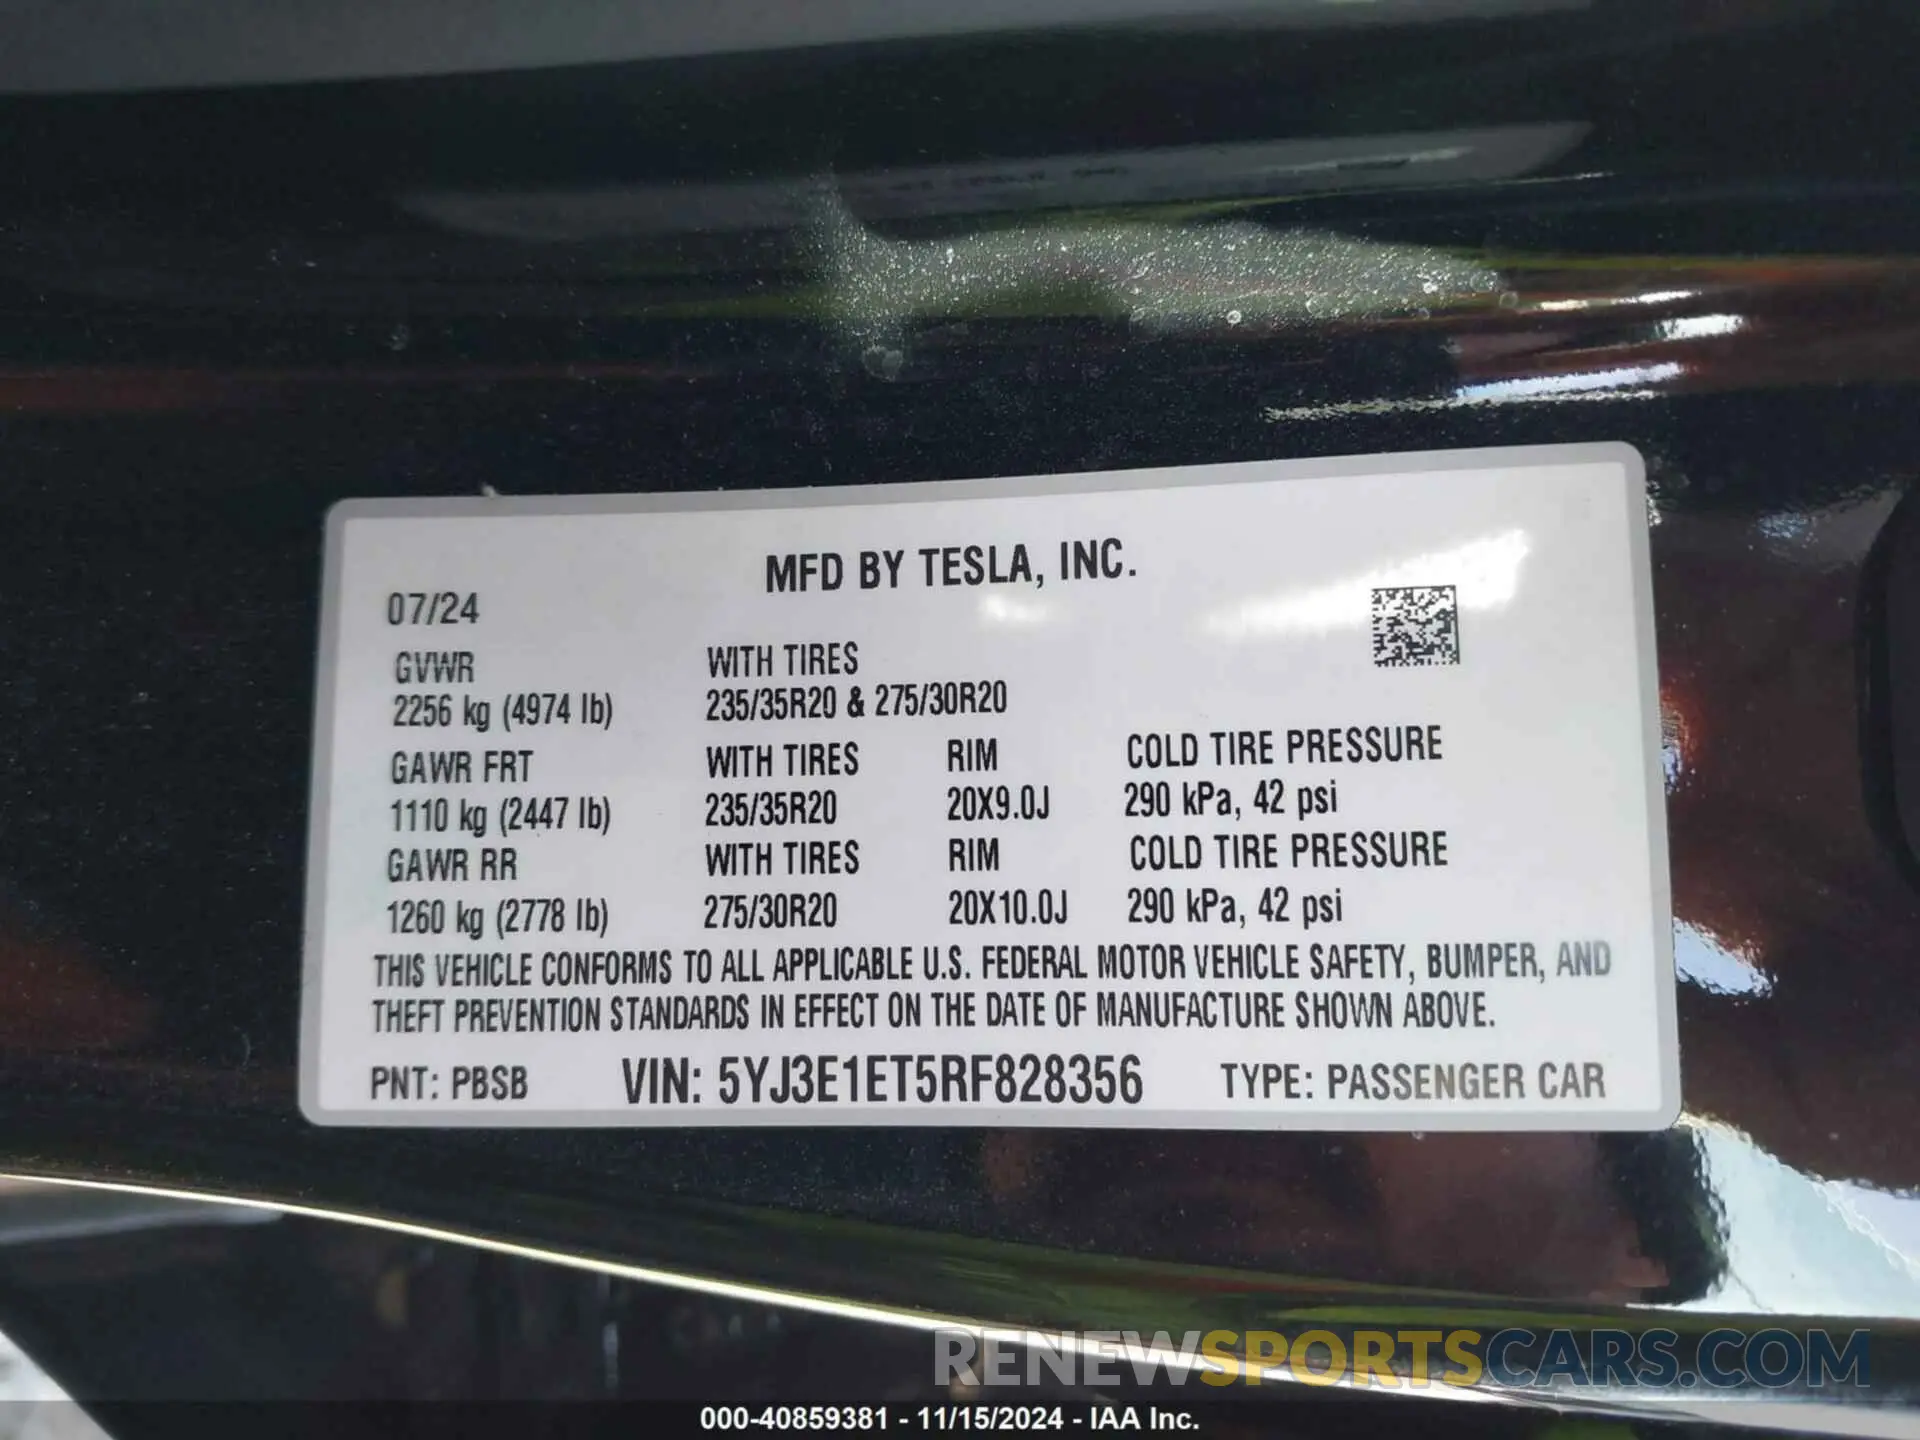 MFD BY TESLA, INC.
07/24
GVWR WITH TIRES
2256 kg (4974 lb) 235/35R20 & 275/30R20
GAWR FRT WITH TIRES RIM COLD TIRE PRESSURE
1110 kg (2447 lb) 235/35R20 20X9.0J 290 kPa, 42 psi
GAWR RR WITH TIRES RIM COLD TIRE PRESSURE
1260 kg (2778 lb) 275/30R20 20X10.0J 290 kPa, 42 psi
THIS VEHICLE CONFORMS TO ALL APPLICABLE U.S. FEDERAL MOTOR VEHICLE SAFETY, BUMPER, AND
THEFT PREVENTION STANDARDS IN EFFECT ON THE DATE OF MANUFACTURE SHOWN ABOVE.
PNT: PBSB VIN: 5YJ3E1ET5RF828356 TYPE: PASSENGER CAR
RENEWSPORTSCARS.COM
000-40859381 - 11/15/2024 - IAA Inc.